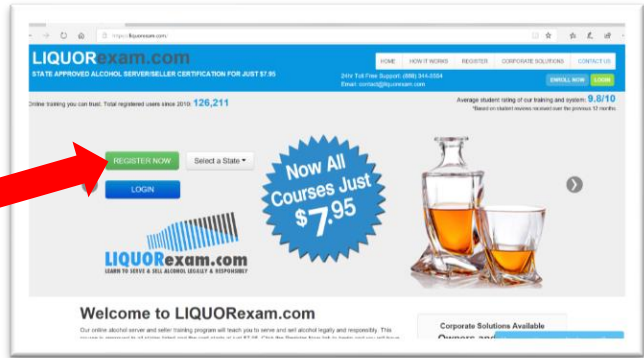 https://liquorexam.com/
LIQUORexam.com
STATE APPROVED ALCOHOL SERVER/SELLER CERTIFICATION FOR JUST $7.95
HOME HOW IT WORKS REGISTER CORPORATE SOLUTIONS CONTACT US
24hr Toll Free Support: (888) 344-5554
Email: contact@liquorexam.com
ENROLL NOW LOGIN
Online training you can trust. Total registered users since 2010: 126,211
Average student rating of our training and system: 9.8/10
*Based on student reviews received over the previous 12 months
REGISTER NOW
Select a State
LOGIN
Now All
Courses Just
$7.95
LIQUORexam.com
LEARN TO SERVE & SELL ALCOHOL LEGALLY & RESPONSIBLY
Welcome to LIQUORexam.com
Our online alcohol server and seller training program will teach you to serve and sell alcohol legally and responsibly. This
Corporate Solutions Available